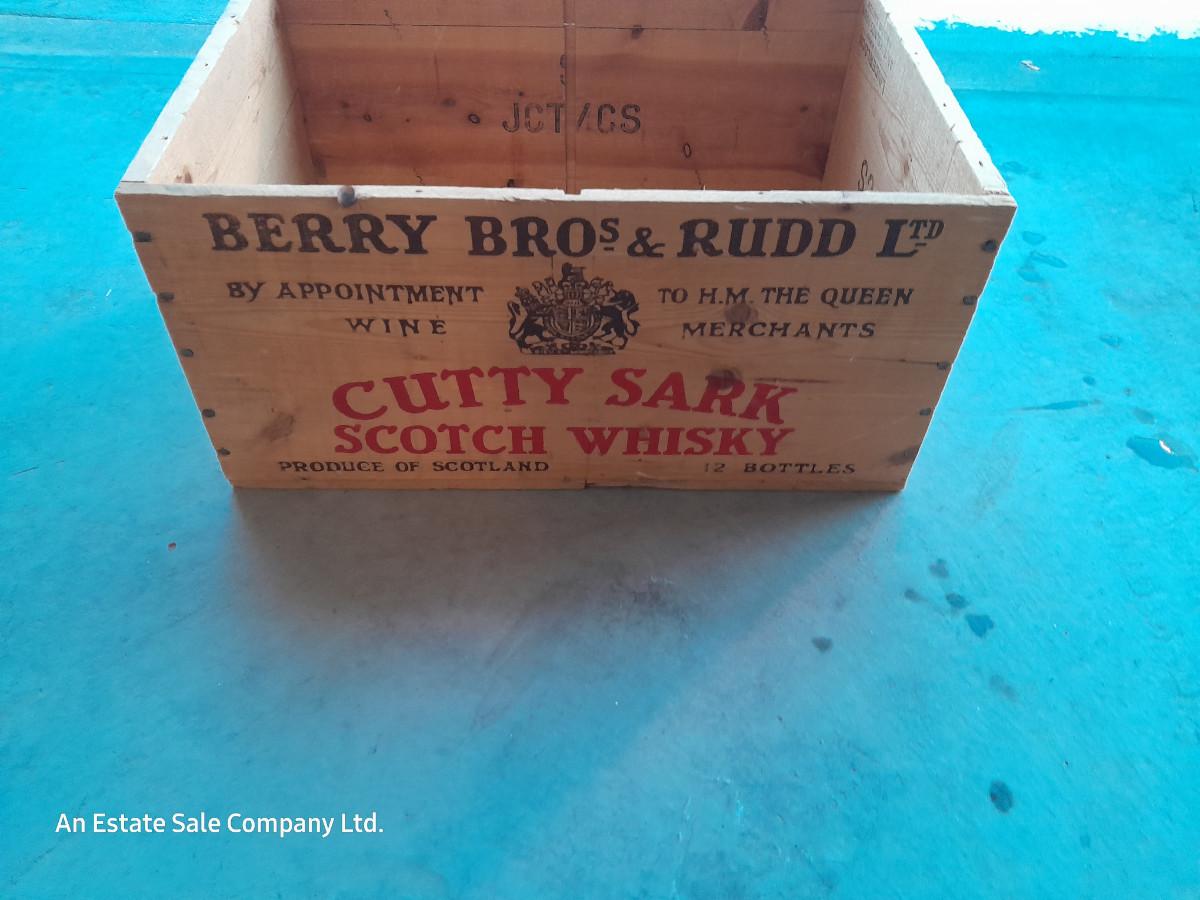 JCT/CS
BERRY BROS & RUDD LTD
BY APPOINTMENT TO H.M. THE QUEEN
WINE MERCHANTS
CUTTY SARK
SCOTCH WHISKY
PRODUCE OF SCOTLAND 12 BOTTLES
An Estate Sale Company Ltd.